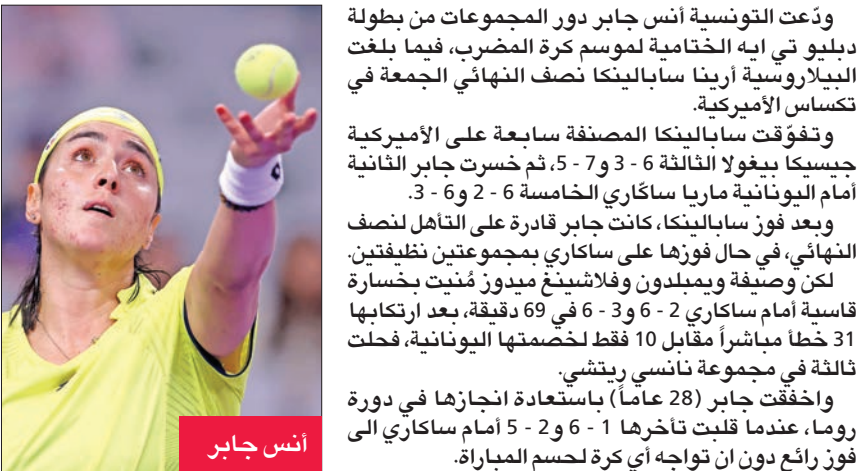 ودّعت التونسية أنس جابر دور المجموعات من بطولة
دبليو تي ايه الختامية لموسم كرة المضرب، فيما بلغت
البيلاروسية أرينا سابالينكا نصف النهائي الجمعة في
تكساس الأميركية.
وتفوّقت سابالينكا المصنفة سابعة على الأميركية
جيسيكا بيغولا الثالثة 6 - 3 و7 - 5، ثم خسرت جابر الثانية
أمام اليونانية ماريا ساكّاري الخامسة 6 - 2 و6 - 3.
وبعد فوز سابالينكا، كانت جابر قادرة على التأهل لنصف
النهائي، في حال فوزها على ساكاري بمجموعتين نظيفتين.
لكن وصيفة ويمبلدون وفلاشينغ ميدوز مُنيت بخسارة
قاسية أمام ساكاري 2 - 6 و3 - 6 في 69 دقيقة، بعد ارتكابها
31 خطأ مباشراً مقابل 10 فقط لخصمتها اليونانية، فحلت
ثالثة في مجموعة نانسي ريتشي.
واخفقت جابر (28 عاماً) باستعادة انجازها في دورة
روما، عندما قلبت تأخرها 1 - 6 و2 - 5 أمام ساكاري الى
فوز رائع دون ان تواجه أي كرة لحسم المباراة.
أنس جابر